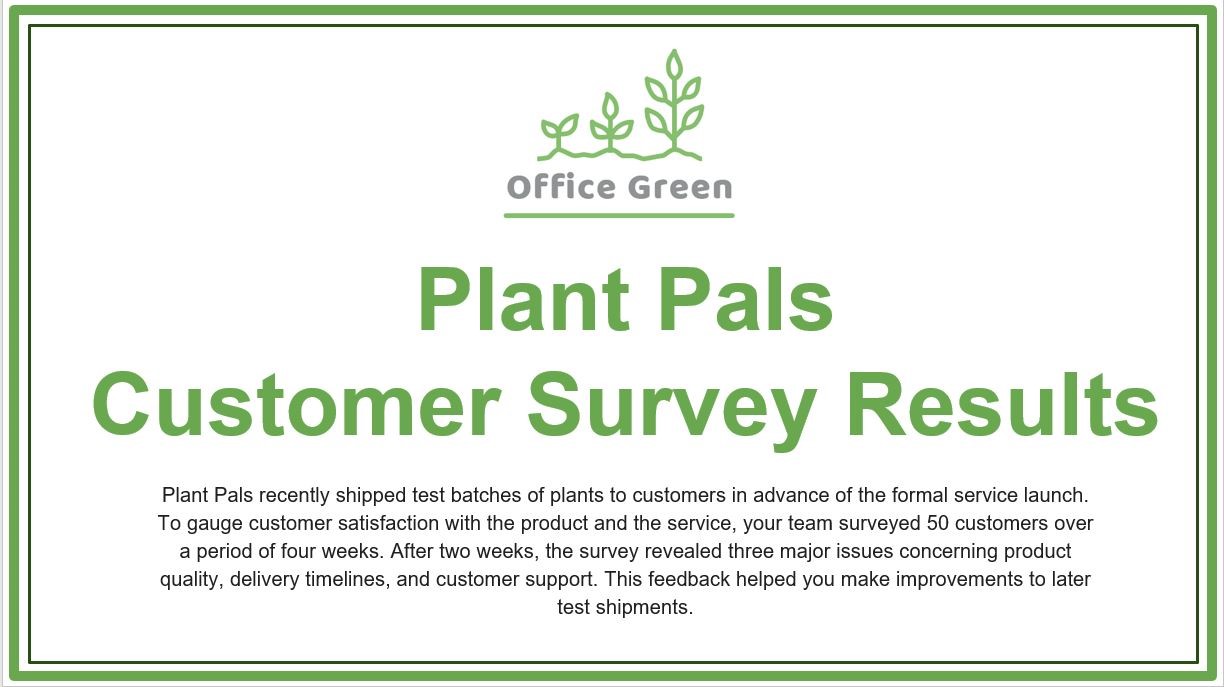 Office Green
Plant Pals
Customer Survey Results
Plant Pals recently shipped test batches of plants to customers in advance of the formal service launch.
To gauge customer satisfaction with the product and the service, your team surveyed 50 customers over
a period of four weeks. After two weeks, the survey revealed three major issues concerning product
quality, delivery timelines, and customer support. This feedback helped you make improvements to later
test shipments.